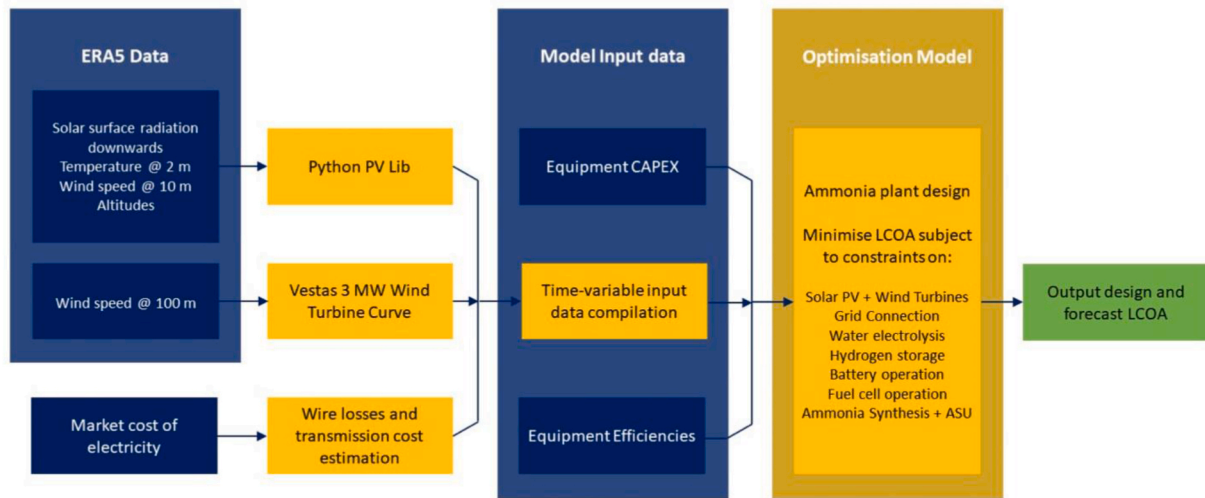 ERA5 Data
Solar surface radiation
downwards
Temperature @ 2 m
Wind speed @ 10 m
Altitudes
Wind speed @ 100 m
Market cost of
electricity
Python PV Lib
Vestas 3 MW Wind
Turbine Curve
Wire losses and
transmission cost
estimation
Model Input data
Equipment CAPEX
Time-variable input
data compilation
Equipment Efficiencies
Optimisation Model
Ammonia plant design
Minimise LCOA subject
to constraints on:
Solar PV + Wind Turbines
Grid Connection
Water electrolysis
Hydrogen storage
Battery operation
Fuel cell operation
Ammonia Synthesis + ASU
Output design and
forecast LCOA